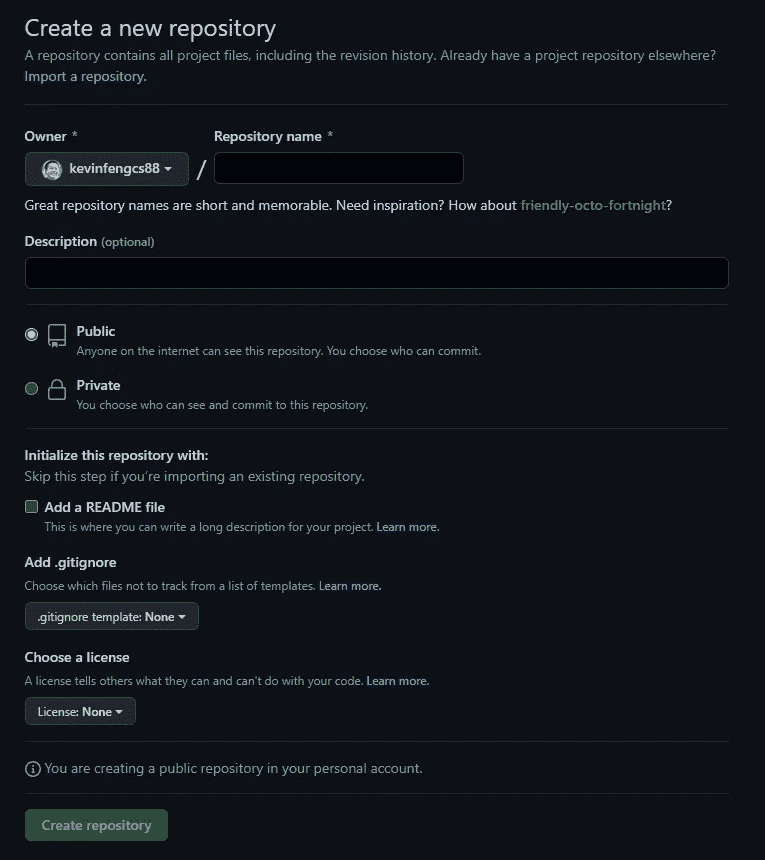 Create a new repository
A repository contains all project files, including the revision history. Already have a project repository elsewhere?
Import a repository.
Owner *
Repository name *
kevinfengcs88
/
Great repository names are short and memorable. Need inspiration? How about friendly-octo-fortnight?
Description (optional)
Public
Anyone on the internet can see this repository. You choose who can commit.
Private
You choose who can see and commit to this repository.
Initialize this repository with:
Skip this step if you're importing an existing repository.
Add a README file
This is where you can write a long description for your project. Learn more.
Add .gitignore
Choose which files not to track from a list of templates. Learn more.
.gitignore template: None
Choose a license
A license tells others what they can and can't do with your code. Learn more.
License: None
You are creating a public repository in your personal account.
Create repository